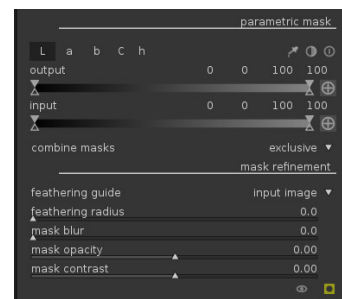 parametric mask
L a b C h
output 0 0 100 100
input 0 0 100 100
combine masks exclusive
mask refinement
feathering guide input image
feathering radius 0.0
mask blur 0.0
mask opacity 0.00
mask contrast 0.00